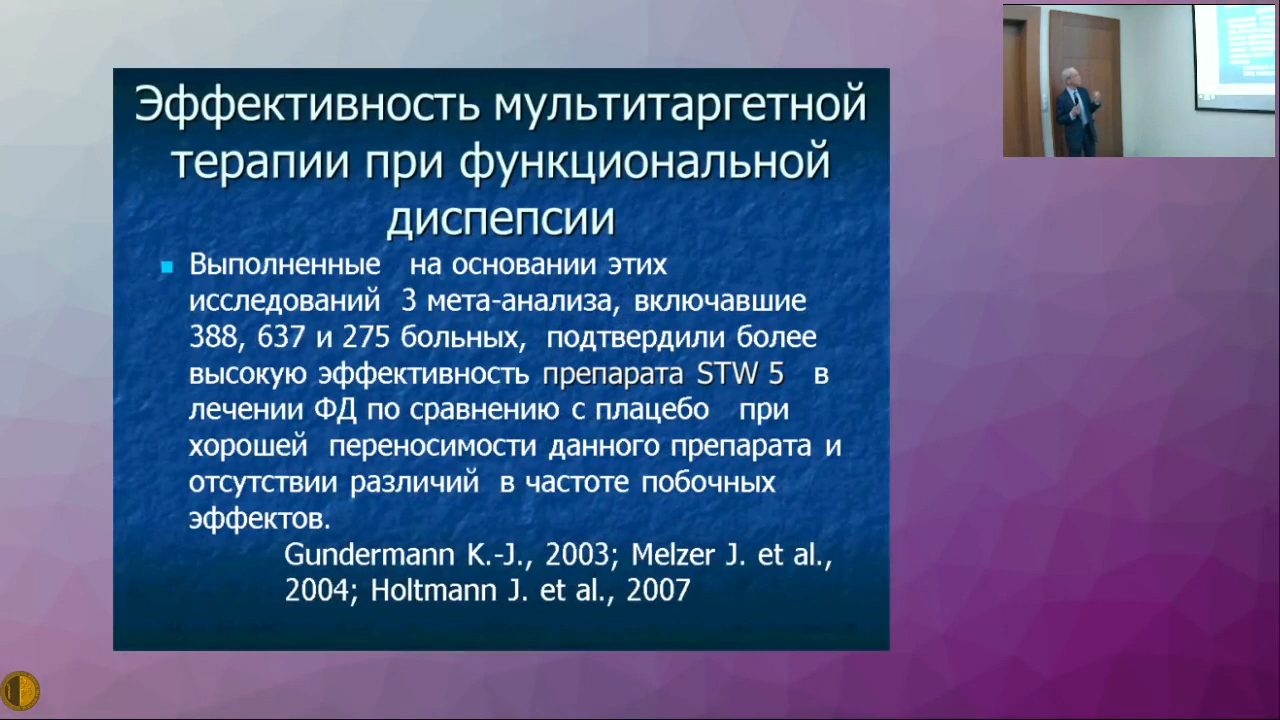 Эффективность мультитаргетной
терапии при функциональной
диспепсии
Выполненные на основании этих
исследований 3 мета-анализа, включавшие
388, 637 и 275 больных, подтвердили более
высокую эффективность препарата STW 5 в
лечении ФД по сравнению с плацебо при
хорошей переносимости данного препарата и
отсутствии различий в частоте побочных
эффектов.
Gundermann K.-J., 2003; Melzer J. et al.,
2004; Holtmann J. et al., 2007